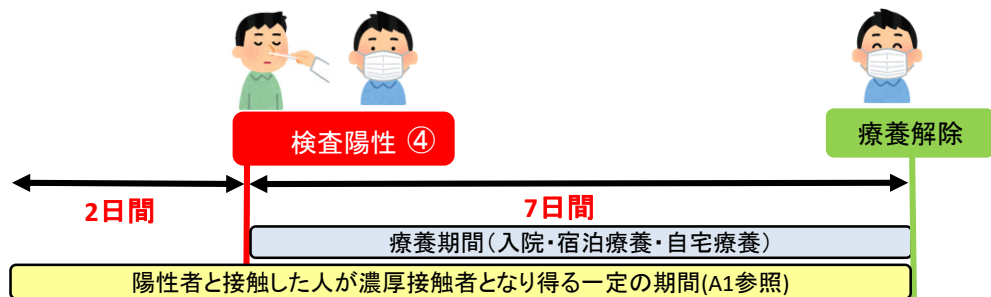 検査陽性 ④
療養解除
2日間
7日間
療養期間(入院・宿泊療養・自宅療養)
陽性者と接触した人が濃厚接触者となり得る一定の期間(A1参照)